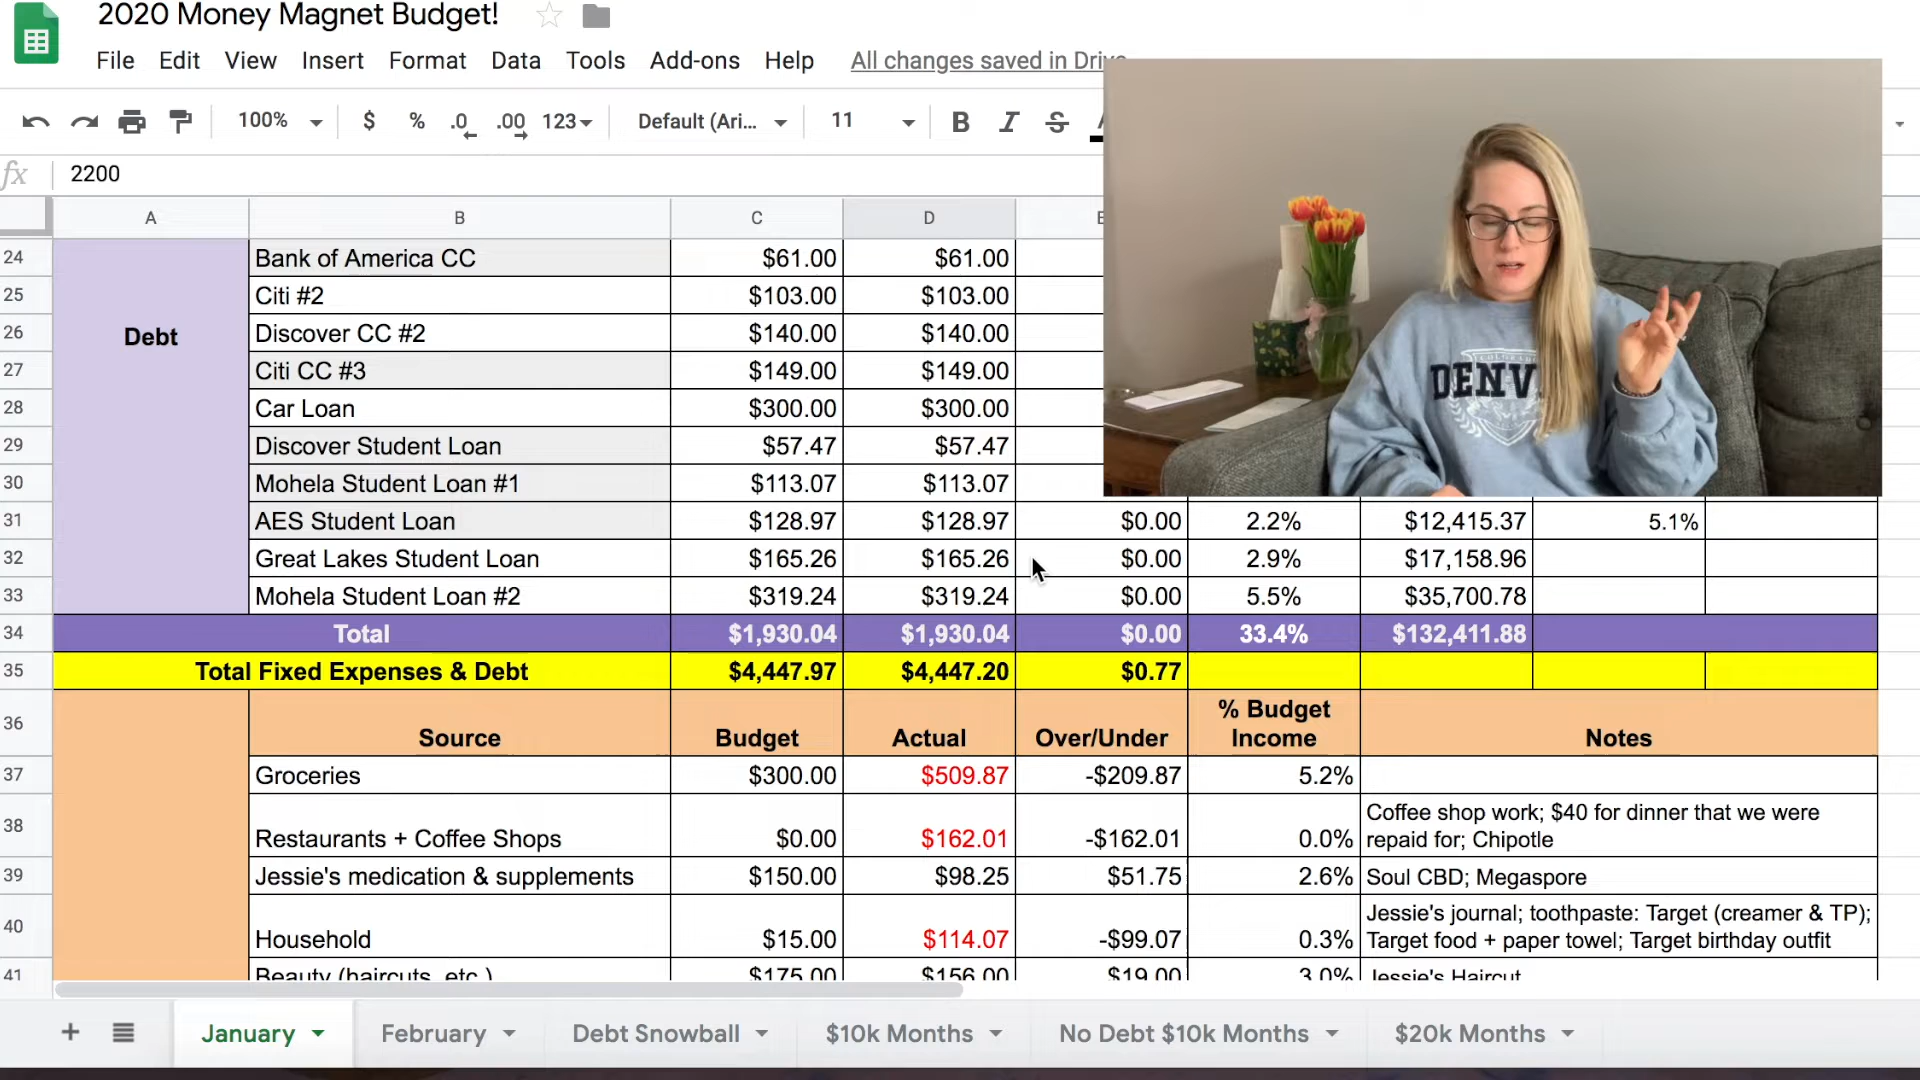 2020 Money Magnet Budget!
File Edit View Insert Format Data Tools Add-ons Help All changes saved in
100% $ % .0 .00 123 Default (Ari... 11 B I S
fx 2200
A B C D
24 Bank of America CC $61.00 $61.00
25 Citi #2 $103.00 $103.00
26 Debt Discover CC #2 $140.00 $140.00
27 Citi CC #3 $149.00 $149.00
28 Car Loan $300.00 $300.00
29 Discover Student Loan $57.47 $57.47
30 Mohela Student Loan #1 $113.07 $113.07
31 AES Student Loan $128.97 $128.97 $0.00 2.2% $12,415.37 5.1%
32 Great Lakes Student Loan $165.26 $165.26 $0.00 2.9% $17,158.96
33 Mohela Student Loan #2 $319.24 $319.24 $0.00 5.5% $35,700.78
34 Total $1,930.04 $1,930.04 $0.00 33.4% $132,411.88
35 Total Fixed Expenses & Debt $4,447.97 $4,447.20 $0.77
36 Source Budget Actual Over/Under % Budget Income Notes
37 Groceries $300.00 $509.87 -$209.87 5.2%
38 Restaurants + Coffee Shops $0.00 $162.01 -$162.01 0.0% Coffee shop work; $40 for dinner that we were
repaid for; Chipotle
39 Jessie's medication & supplements $150.00 $98.25 $51.75 2.6% Soul CBD; Megaspore
40 Household $15.00 $114.07 -$99.07 0.3% Jessie's journal; toothpaste: Target (creamer & TP);
Target food + paper towel; Target birthday outfit
41 Beauty (haircuts, etc.) $175.00 $156.00 $19.00 3.0% Jessie's Haircut
January February Debt Snowball $10k Months No Debt $10k Months $20k Months